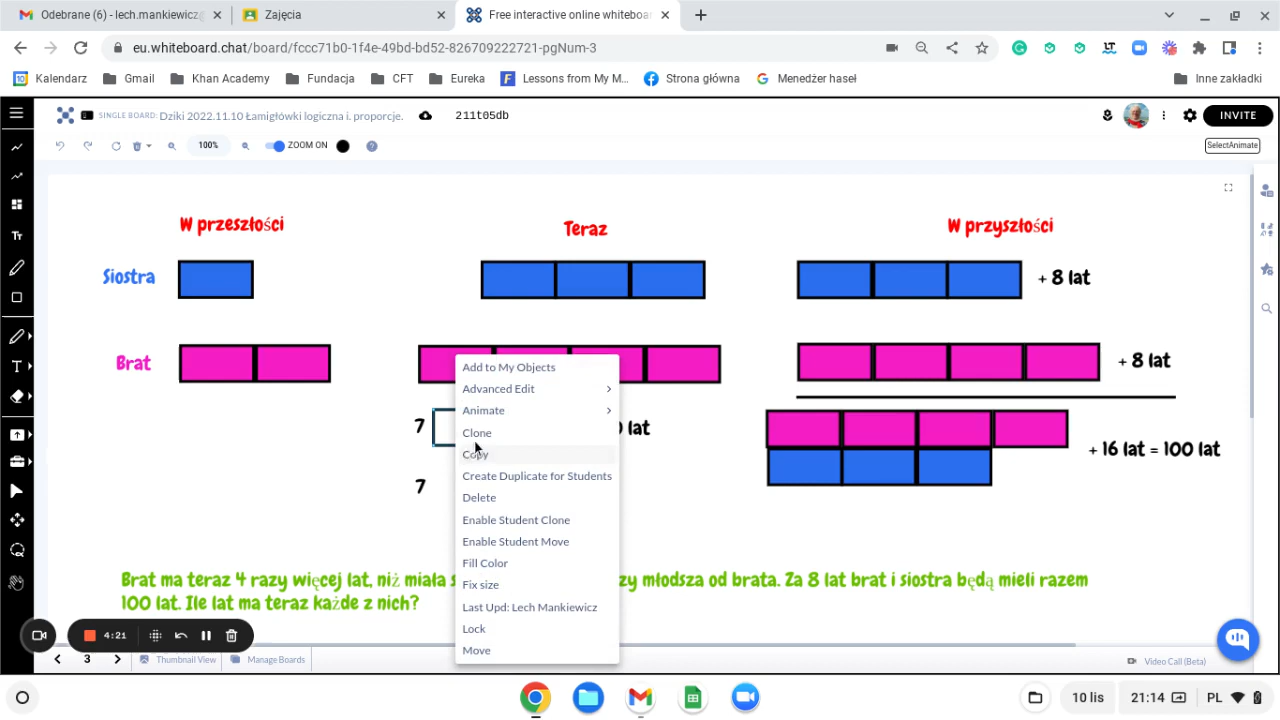 Odebrane (6) - lech.mankiewicz@
Zajęcia
Free interactive online whiteboa
eu.whiteboard.chat/board/fccc71b0-1f4e-49bd-bd52-826709222721-pgNum-3
Kalendarz
Gmail
Khan Academy
Fundacja
CFT
Eureka
Lessons from My M...
Strona główna
Menedżer haseł
Inne zakładki
SINGLE BOARD: Dziki 2022.11.10 Łamigłówki logiczna i. proporcje.
211t05db
INVITE
100%
ZOOM ON
SelectAnimate
W przeszłości
Teraz
W przyszłości
Siostra
+ 8 lat
Brat
+ 8 lat
7
lat
+ 16 lat = 100 lat
7
Add to My Objects
Advanced Edit
Animate
Clone
Copy
Create Duplicate for Students
Delete
Enable Student Clone
Enable Student Move
Fill Color
Fix size
Last Upd: Lech Mankiewicz
Lock
Move
Brat ma teraz 4 razy więcej lat, niż miała młodsza od brata. Za 8 lat brat i siostra będą mieli razem
100 lat. Ile lat ma teraz każde z nich?
4:21
3
Thumbnail View
Manage Boards
Video Call (Beta)
10 lis
21:14
PL